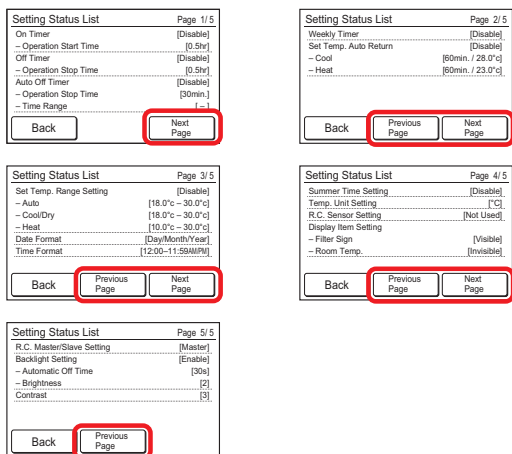 Setting Status List Page 1/ 5
On Timer [Disable]
– Operation Start Time [0.5hr]
Off Timer [Disable]
– Operation Stop Time [0.5hr]
Auto Off Timer [Disable]
– Operation Stop Time [30min.]
– Time Range [ – ]
Back
Next
Page
Setting Status List Page 2/ 5
Weekly Timer [Disable]
Set Temp. Auto Return [Disable]
– Cool [60min. / 28.0°c]
– Heat [60min. / 23.0°c]
Back
Previous
Page
Next
Page
Setting Status List Page 3/ 5
Set Temp. Range Setting [Disable]
– Auto [18.0°c – 30.0°c]
– Cool/Dry [18.0°c – 30.0°c]
– Heat [10.0°c – 30.0°c]
Date Format [Day/Month/Year]
Time Format [12:00–11:59AM/PM]
Back
Previous
Page
Next
Page
Setting Status List Page 4/ 5
Summer Time Setting [Disable]
Temp. Unit Setting [°C]
R.C. Sensor Setting [Not Used]
Display Item Setting
– Filter Sign [Visible]
– Room Temp. [Invisible]
Back
Previous
Page
Next
Page
Setting Status List Page 5/ 5
R.C. Master/Slave Setting [Master]
Backlight Setting [Enable]
– Automatic Off Time [30s]
– Brightness [2]
Contrast [3]
Back
Previous
Page